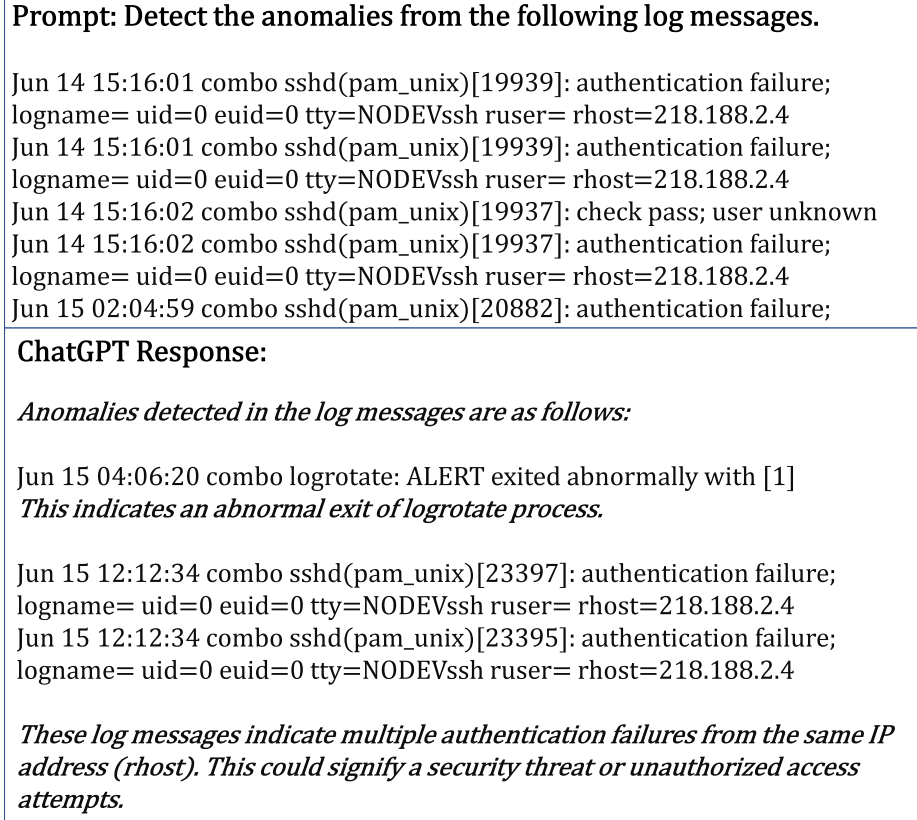 Prompt: Detect the anomalies from the following log messages.
Jun 14 15:16:01 combo sshd(pam_unix)[19939]: authentication failure;
logname= uid=0 euid=0 tty=NODEVssh ruser= rhost=218.188.2.4
Jun 14 15:16:01 combo sshd(pam_unix)[19939]: authentication failure;
logname= uid=0 euid=0 tty=NODEVssh ruser= rhost=218.188.2.4
Jun 14 15:16:02 combo sshd(pam_unix)[19937]: check pass; user unknown
Jun 14 15:16:02 combo sshd(pam_unix)[19937]: authentication failure;
logname= uid=0 euid=0 tty=NODEVssh ruser= rhost=218.188.2.4
Jun 15 02:04:59 combo sshd(pam_unix)[20882]: authentication failure;
ChatGPT Response:
Anomalies detected in the log messages are as follows:
Jun 15 04:06:20 combo logrotate: ALERT exited abnormally with [1]
This indicates an abnormal exit of logrotate process.
Jun 15 12:12:34 combo sshd(pam_unix)[23397]: authentication failure;
logname= uid=0 euid=0 tty=NODEVssh ruser= rhost=218.188.2.4
Jun 15 12:12:34 combo sshd(pam_unix)[23395]: authentication failure;
logname= uid=0 euid=0 tty=NODEVssh ruser= rhost=218.188.2.4
These log messages indicate multiple authentication failures from the same IP
address (rhost). This could signify a security threat or unauthorized access
attempts.